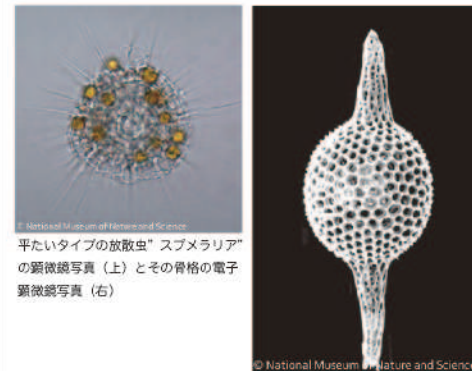 © National Museum of Nature and Science
平たいタイプの放散虫”スプメラリア”
の顕微鏡写真（上）とその骨格の電子
顕微鏡写真（右）
© National Museum of Nature and Science